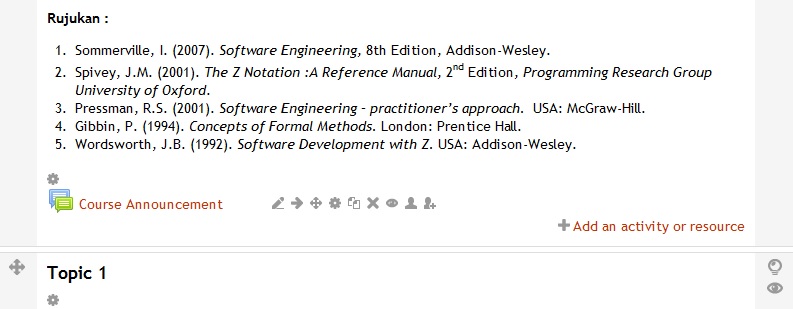 Rujukan :
1. Sommerville, I. (2007). Software Engineering, 8th Edition, Addison-Wesley.
2. Spivey, J.M. (2001). The Z Notation :A Reference Manual, 2nd Edition, Programming Research Group
University of Oxford.
3. Pressman, R.S. (2001). Software Engineering - practitioner's approach. USA: McGraw-Hill.
4. Gibbin, P. (1994). Concepts of Formal Methods. London: Prentice Hall.
5. Wordsworth, J.B. (1992). Software Development with Z. USA: Addison-Wesley.
Course Announcement
Add an activity or resource
Topic 1